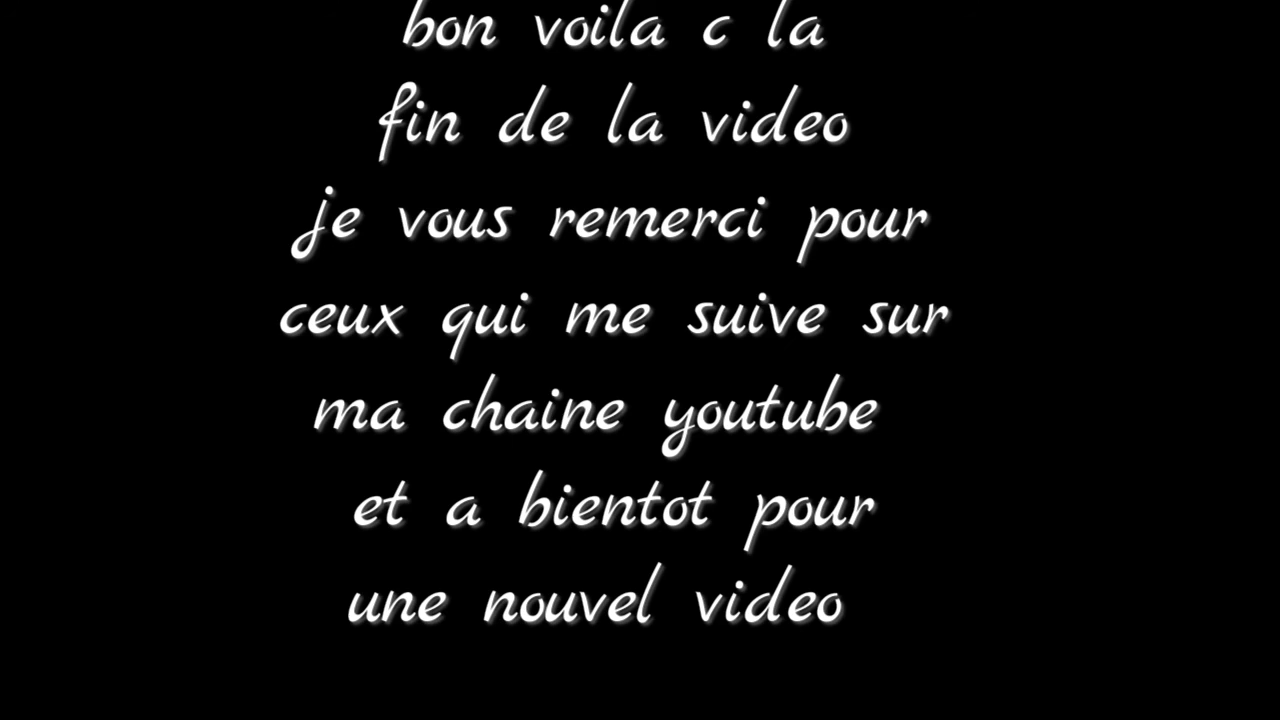 bon voila c la
fin de la video
je vous remerci pour
ceux qui me suive sur
ma chaine youtube
et a bientot pour
une nouvel video